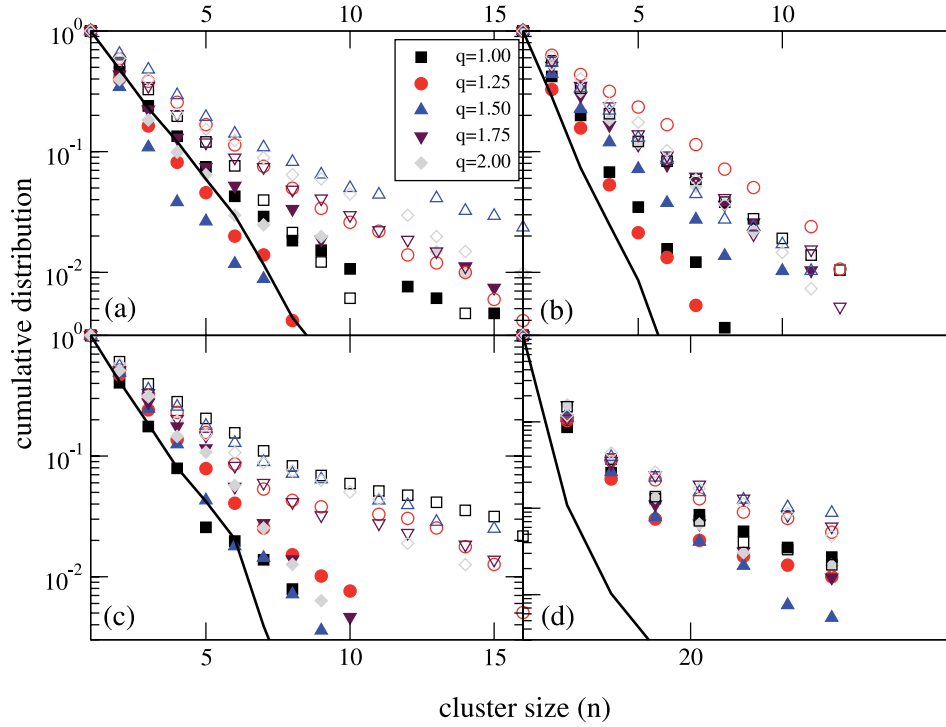 5 10 15 5 10
10^0
q=1.00
q=1.25
q=1.50
q=1.75
q=2.00
10^-1
10^-2
(a) (b)
10^0
10^-1
10^-2
(c) (d)
5 10 15 20
cumulative distribution
cluster size (n)